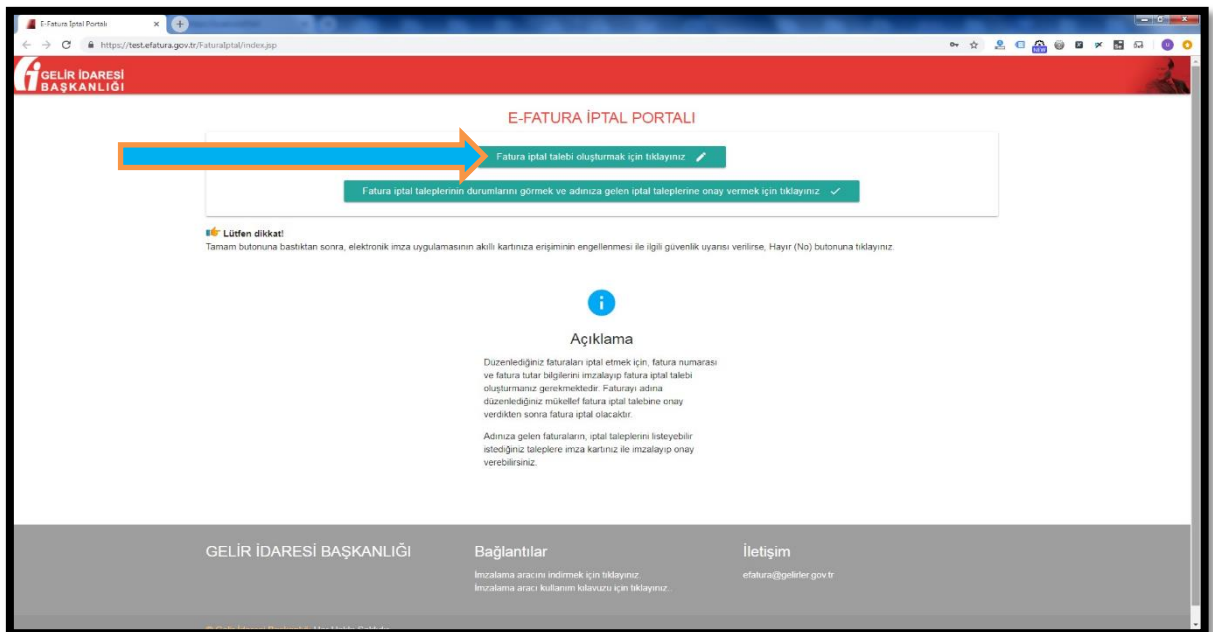 E-Fatura İptal Portalı
https://test.efatura.gov.tr/FaturaIptal/index.jsp
GELİR İDARESİ
BAŞKANLIĞI
E-FATURA İPTAL PORTALI
Fatura iptal talebi oluşturmak için tıklayınız
Fatura iptal taleplerinin durumlarını görmek ve adınıza gelen iptal taleplerine onay vermek için tıklayınız
Lütfen dikkat!
Tamam butonuna bastıktan sonra, elektronik imza uygulamasının akıllı kartınıza erişiminin engellenmesi ile ilgili güvenlik uyarısı verilirse, Hayır (No) butonuna tıklayınız.
Açıklama
Düzenlediğiniz faturaları iptal etmek için, fatura numarası
ve fatura tutar bilgilerini imzalayıp fatura iptal talebi
oluşturmanız gerekmektedir. Faturayı adına
düzenlediğiniz mükellef fatura iptal talebine onay
verdikten sonra fatura iptal olacaktır.
Adınıza gelen faturaların, iptal taleplerini listeyebilir
istediğiniz taleplere imza kartınız ile imzalayıp onay
verebilirsiniz.
GELİR İDARESİ BAŞKANLIĞI
Bağlantılar
İletişim
İmzalama aracını indirmek için tıklayınız.
efatura@gelirler.gov.tr
İmzalama aracı kullanım kılavuzu için tıklayınız..